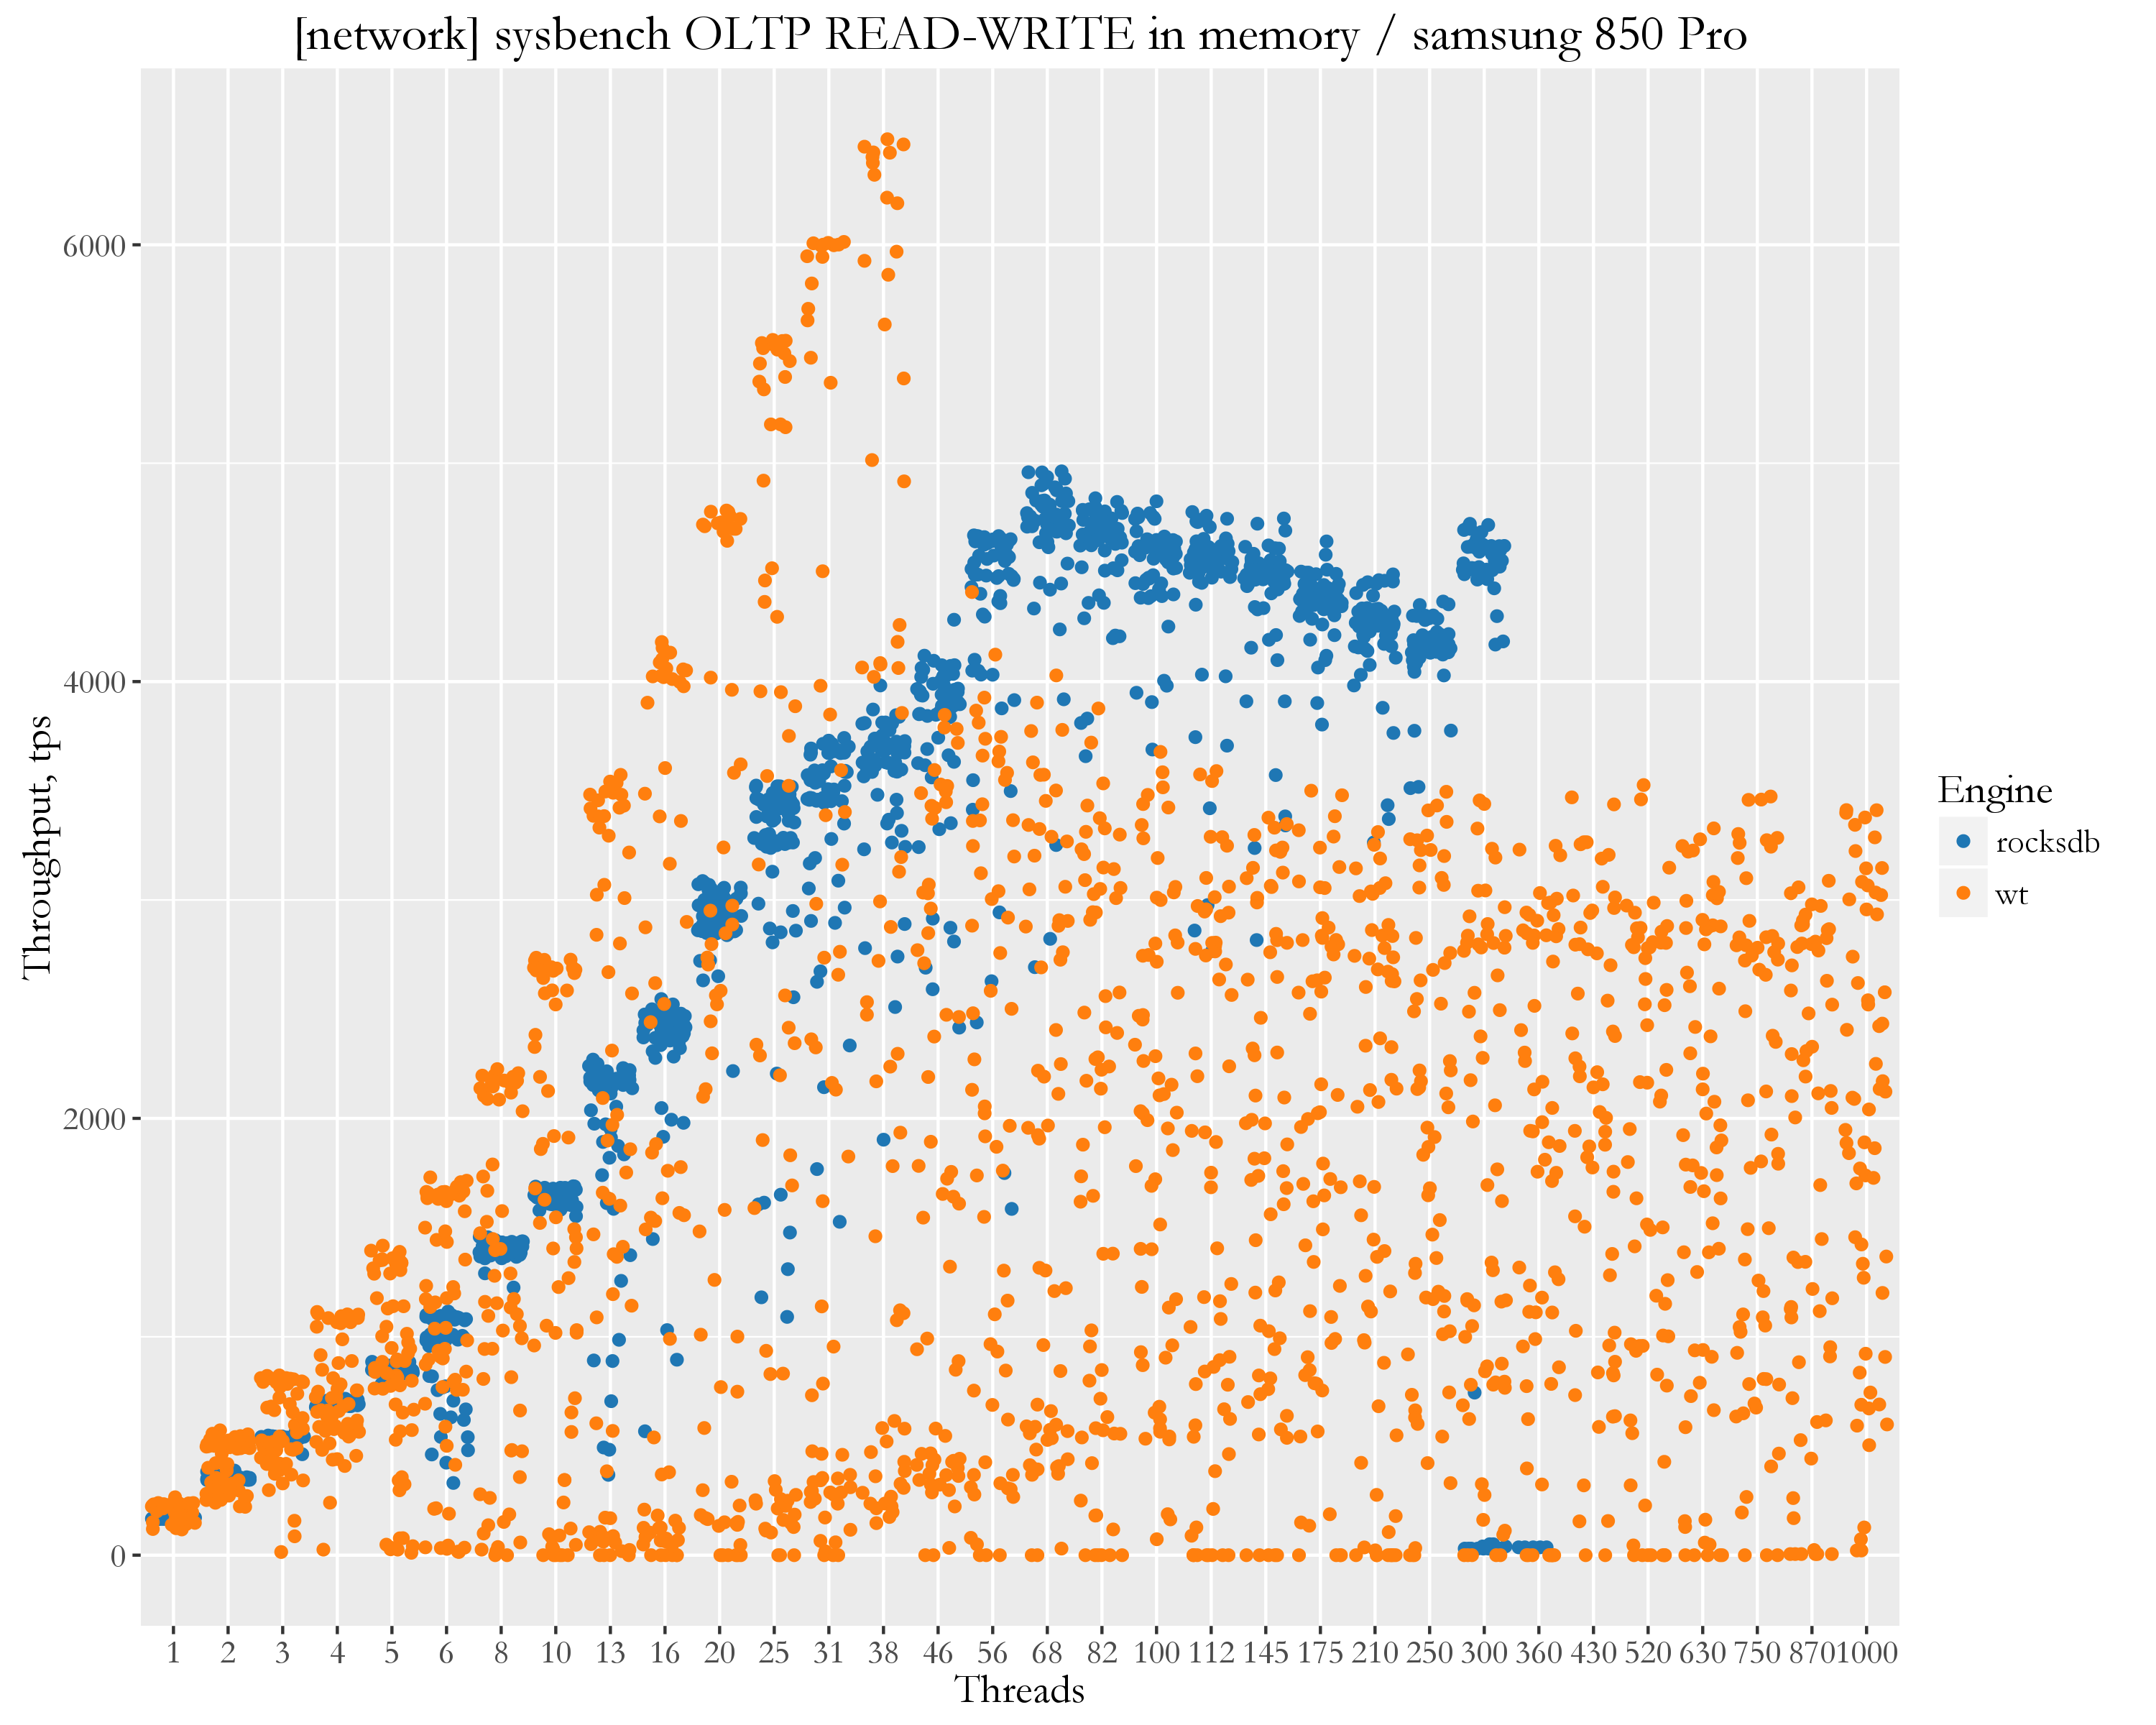 [network] sysbench OLTP READ-WRITE in memory / samsung 850 Pro
Throughput, tps
6000
4000
2000
0
1 2 3 4 5 6 8 10 13 16 20 25 31 38 46 56 68 82 100 112 145 175 210 250 300 360 430 520 630 750 870 1000
Threads
Engine
rocksdb
wt